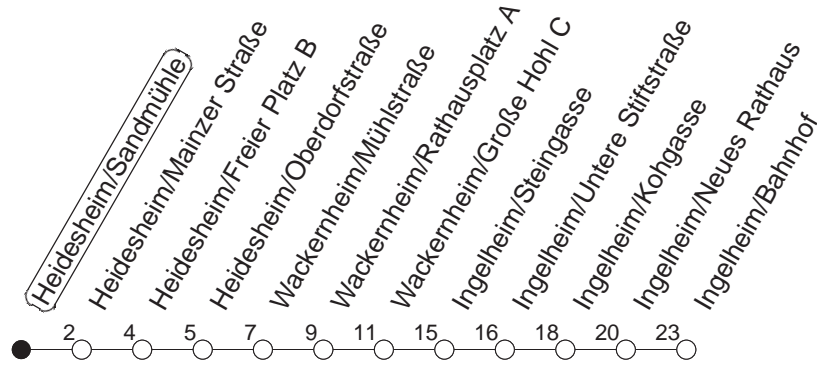 Heidesheim/Sandmühle
Heidesheim/Mainzer Straße
Heidesheim/Freier Platz B
Heidesheim/Oberdorfstraße
Wackernheim/Mühlstraße
Wackernheim/Rathausplatz A
Wackernheim/Große Hohl C
Ingelheim/Steingasse
Ingelheim/Untere Stiftstraße
Ingelheim/Kohgasse
Ingelheim/Neues Rathaus
Ingelheim/Bahnhof
2 4 5 7 9 11 15 16 18 20 23